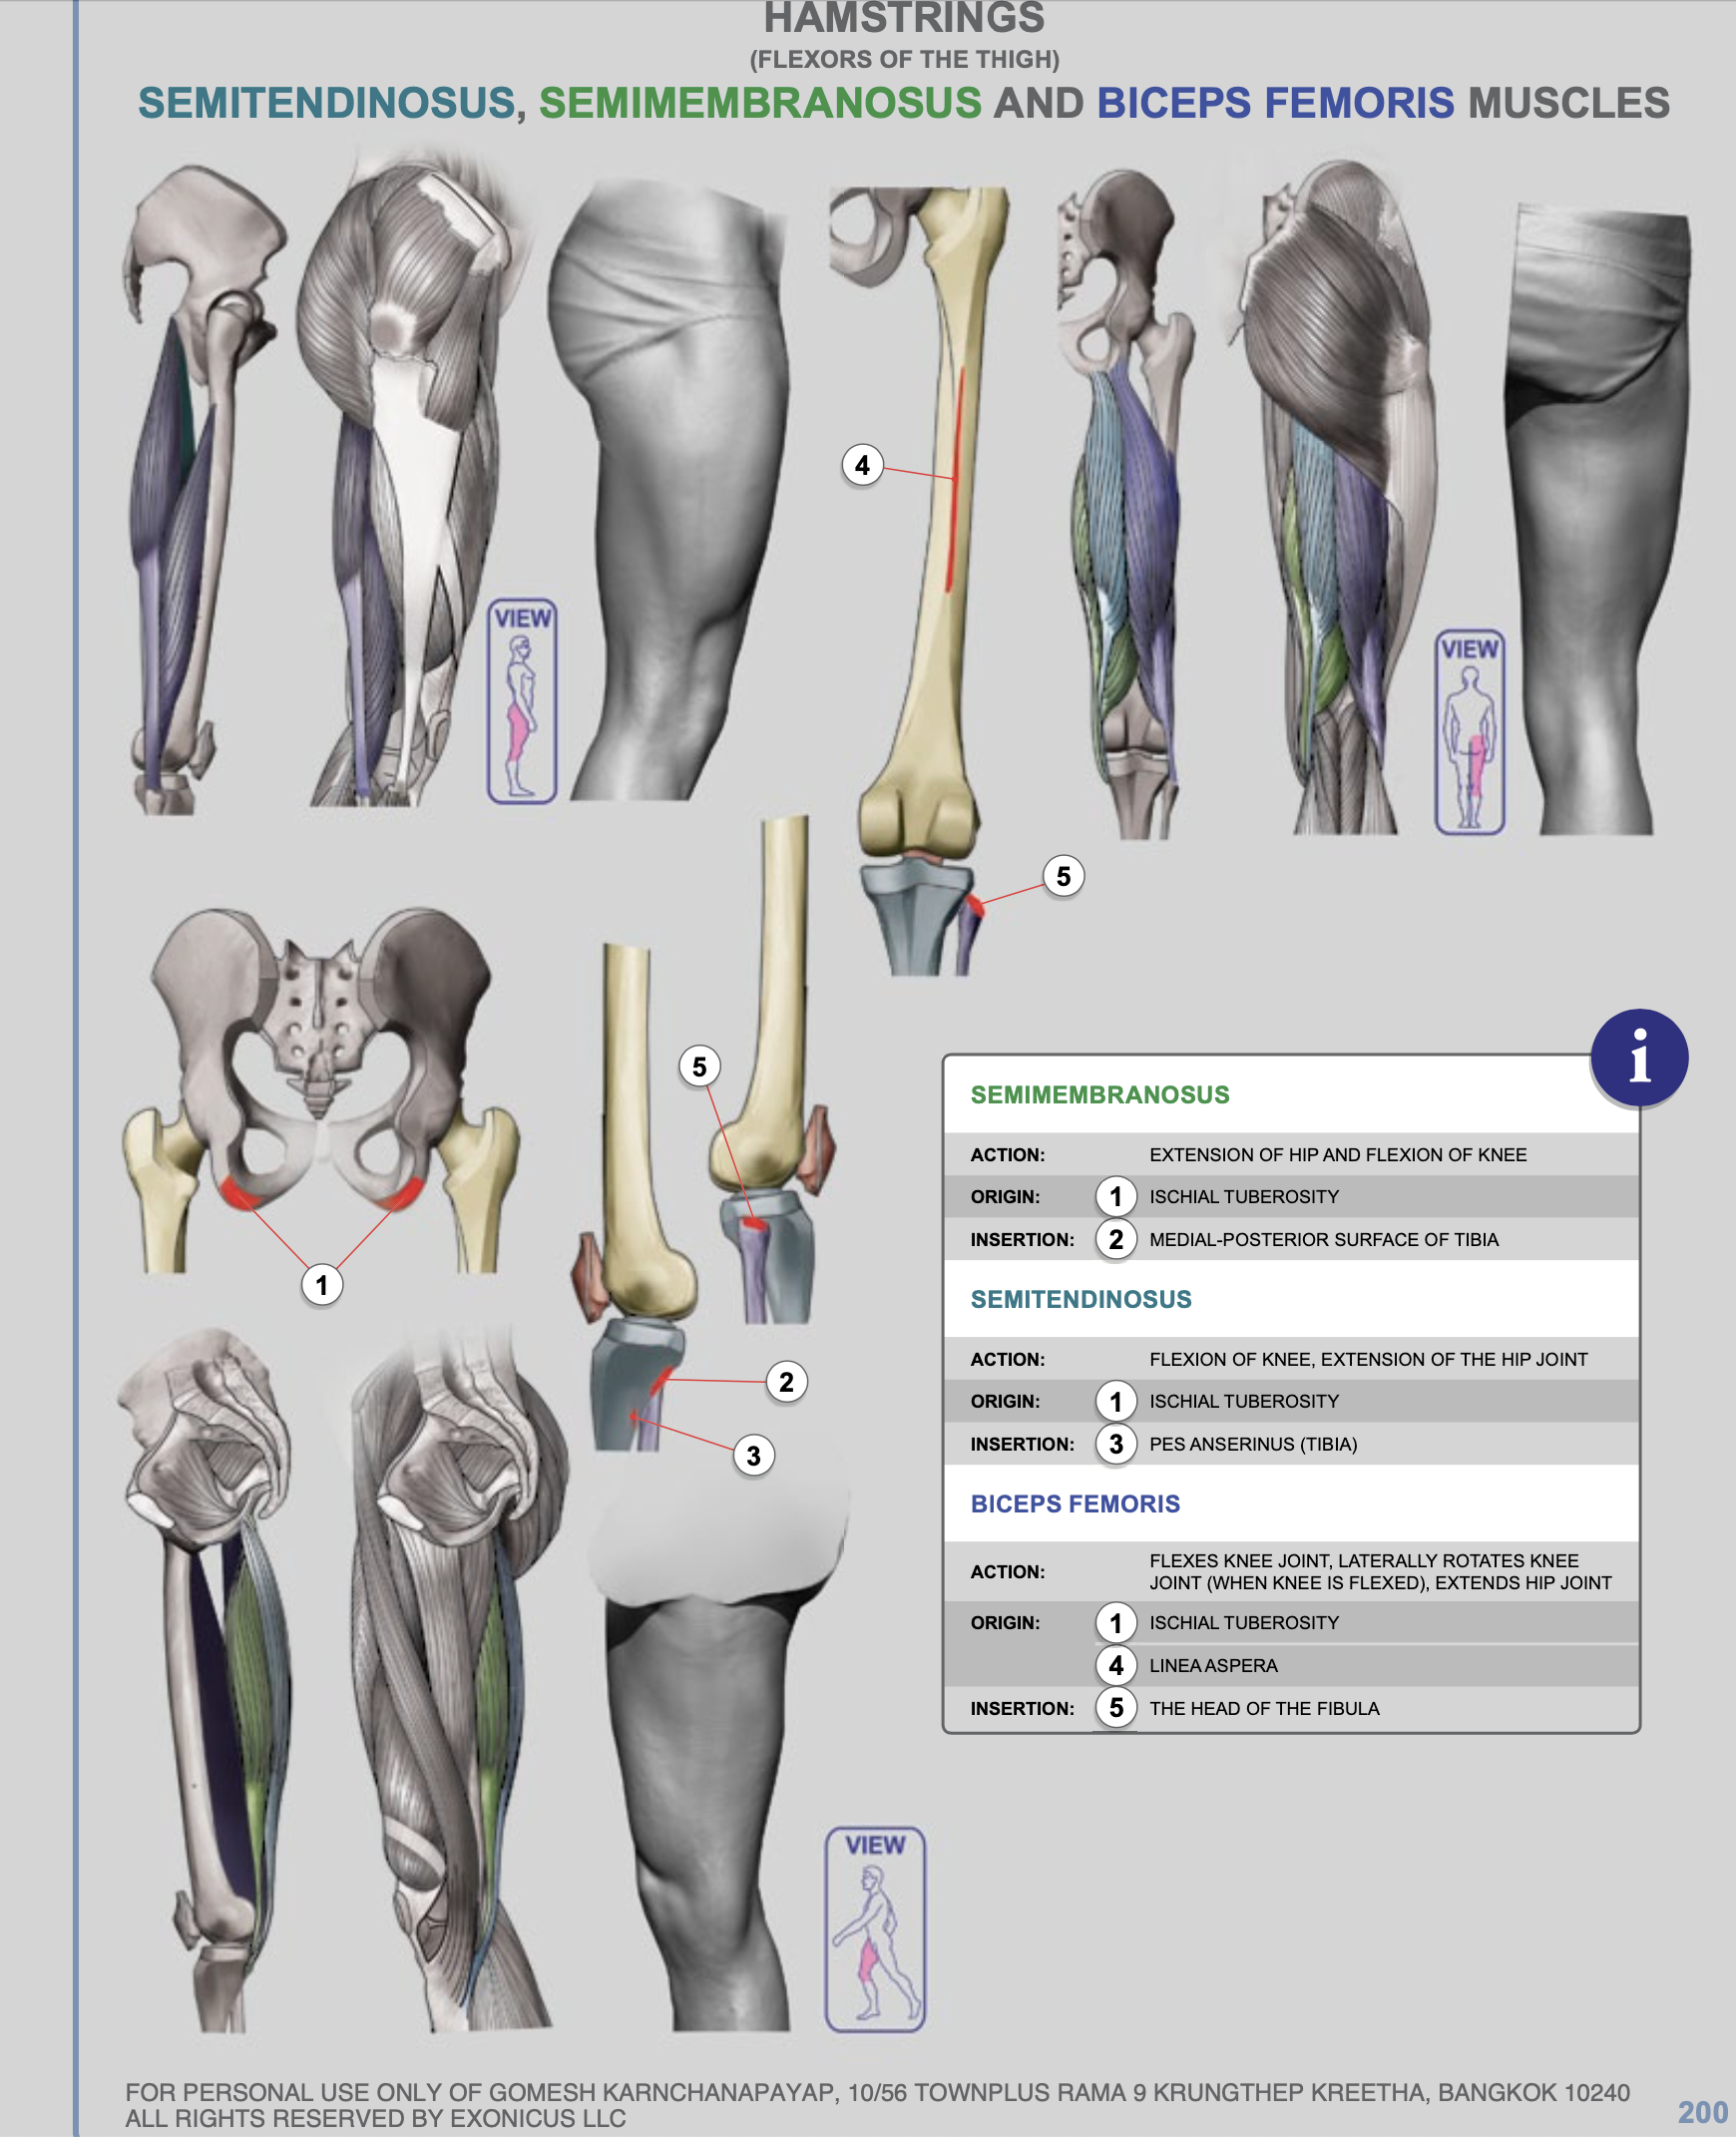 HAMSTRINGS
(FLEXORS OF THE THIGH)
SEMITENDINOSUS, SEMIMEMBRANOSUS AND BICEPS FEMORIS MUSCLES
VIEW
4
VIEW
5
5
1
2
3
i
SEMIMEMBRANOSUS
ACTION: EXTENSION OF HIP AND FLEXION OF KNEE
ORIGIN: 1 ISCHIAL TUBEROSITY
INSERTION: 2 MEDIAL-POSTERIOR SURFACE OF TIBIA
SEMITENDINOSUS
ACTION: FLEXION OF KNEE, EXTENSION OF THE HIP JOINT
ORIGIN: 1 ISCHIAL TUBEROSITY
INSERTION: 3 PES ANSERINUS (TIBIA)
BICEPS FEMORIS
ACTION: FLEXES KNEE JOINT, LATERALLY ROTATES KNEE
JOINT (WHEN KNEE IS FLEXED), EXTENDS HIP JOINT
ORIGIN: 1 ISCHIAL TUBEROSITY
4 LINEA ASPERA
INSERTION: 5 THE HEAD OF THE FIBULA
VIEW
FOR PERSONAL USE ONLY OF GOMESH KARNCHANAPAYAP, 10/56 TOWNPLUS RAMA 9 KRUNGTHEP KREETHA, BANGKOK 10240
ALL RIGHTS RESERVED BY EXONICUS LLC
200